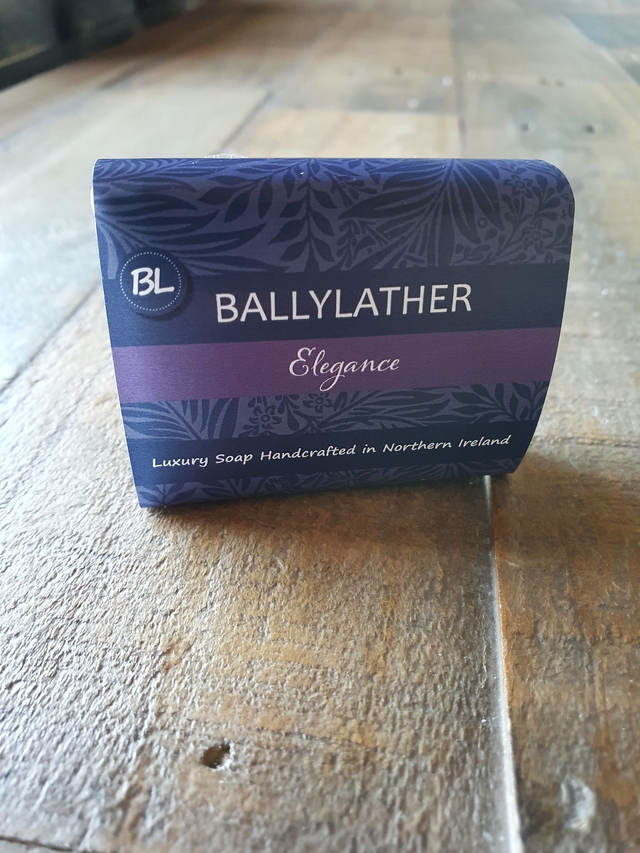 BL
BALLYLATHER
Elegance
Luxury Soap Handcrafted in Northern Ireland